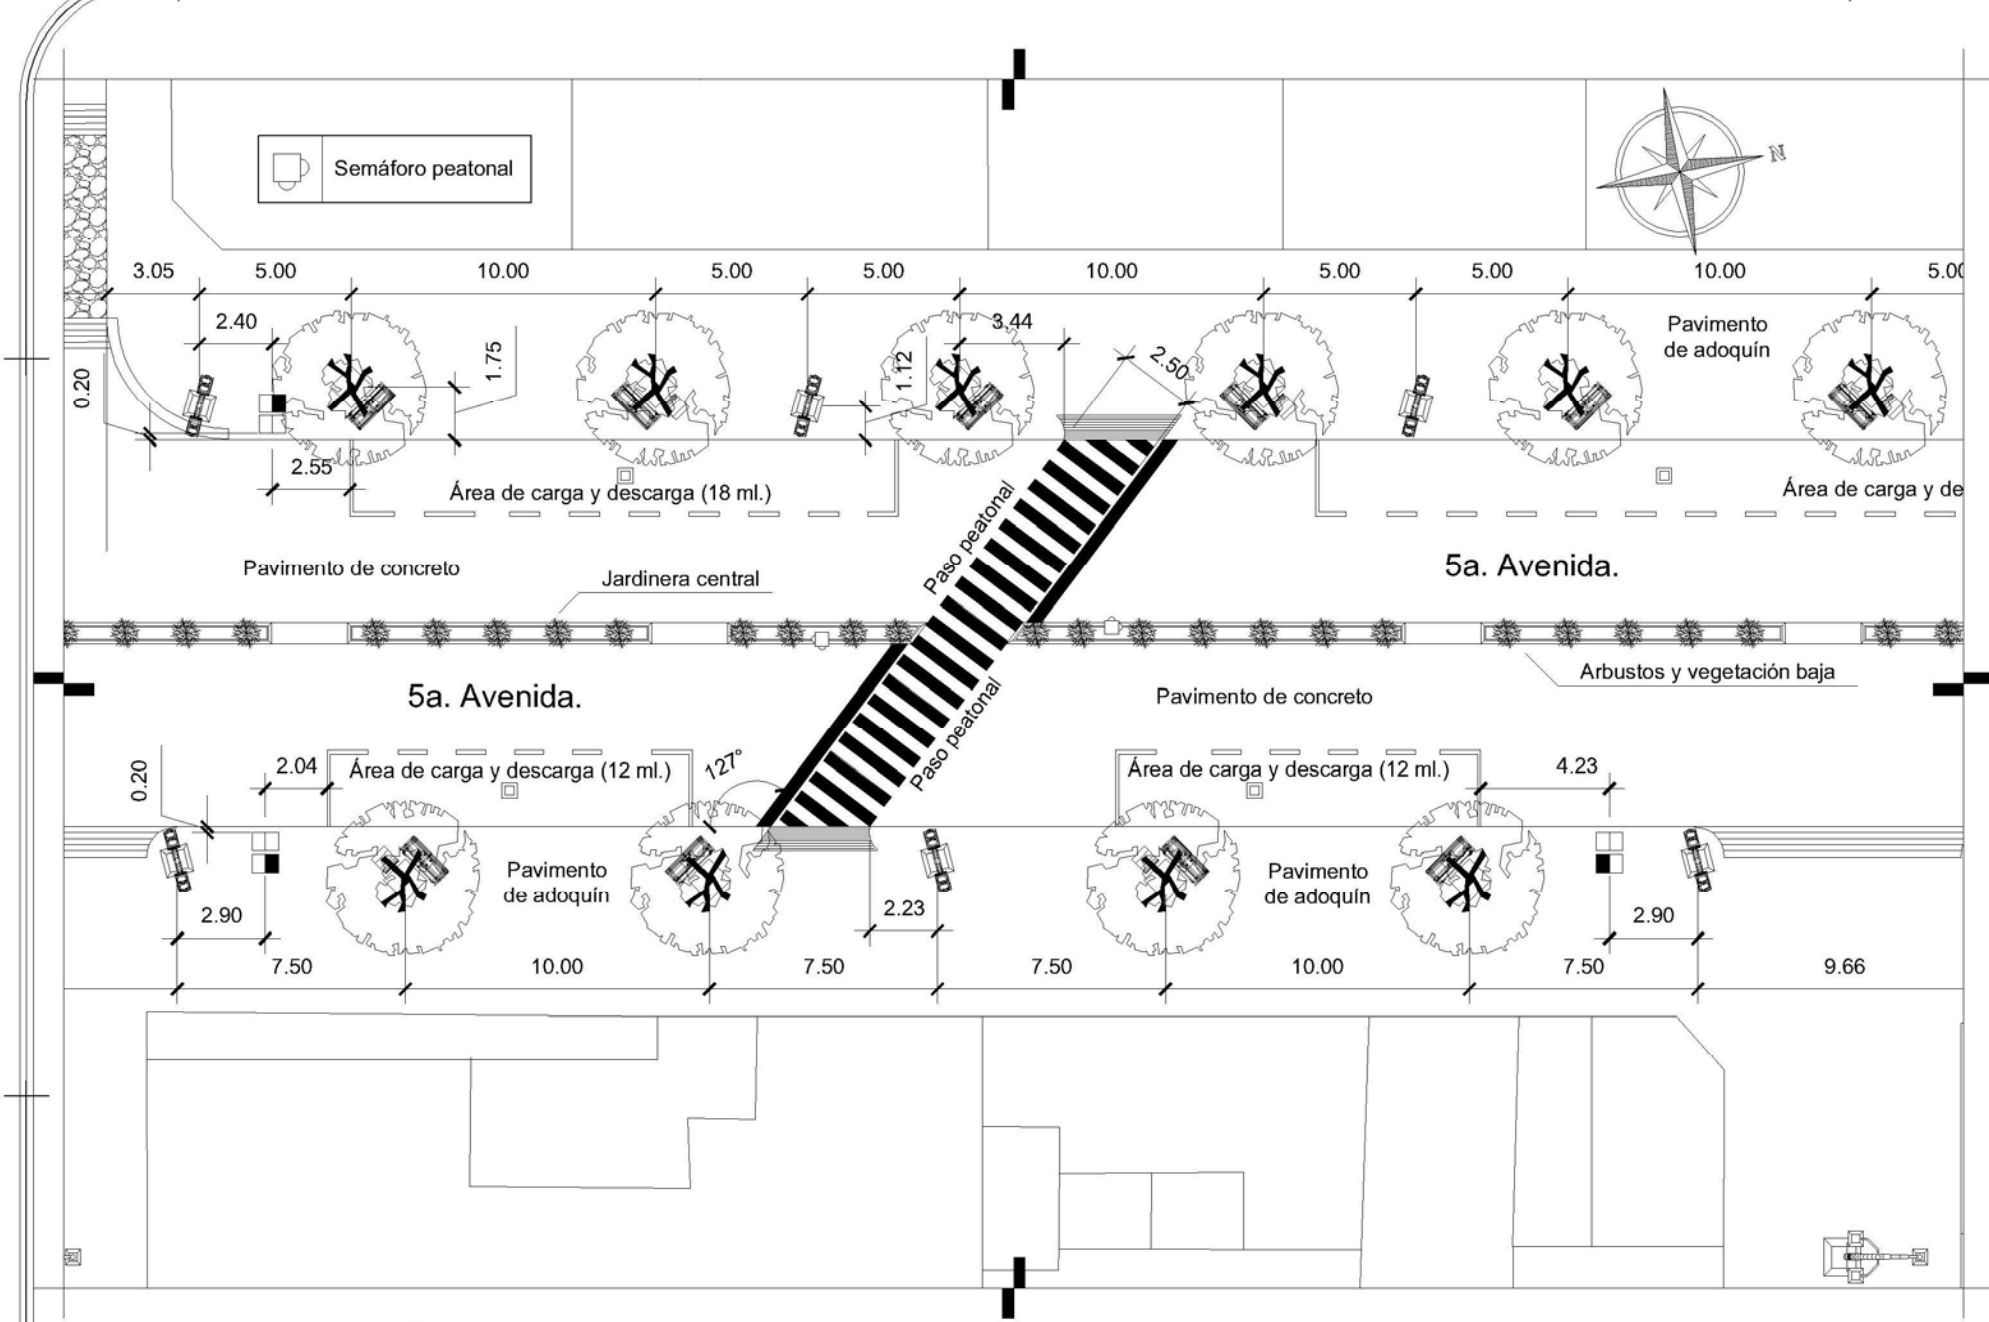 Semáforo peatonal
N
3.05 5.00 10.00 5.00 5.00 10.00 5.00 5.00 10.00 5.00
2.40
3.44
Pavimento
de adoquín
0.20
1.75
1.12
2.50
2.55
Área de carga y descarga (18 ml.)
Área de carga y de
Paso peatonal
Pavimento de concreto
Jardinera central
5a. Avenida.
5a. Avenida.
Arbustos y vegetación baja
Pavimento de concreto
Paso peatonal
0.20
2.04
Área de carga y descarga (12 ml.)
127°
Área de carga y descarga (12 ml.)
4.23
Pavimento
de adoquín
Pavimento
de adoquín
2.90
2.23
2.90
7.50 10.00 7.50 7.50 10.00 7.50 9.66